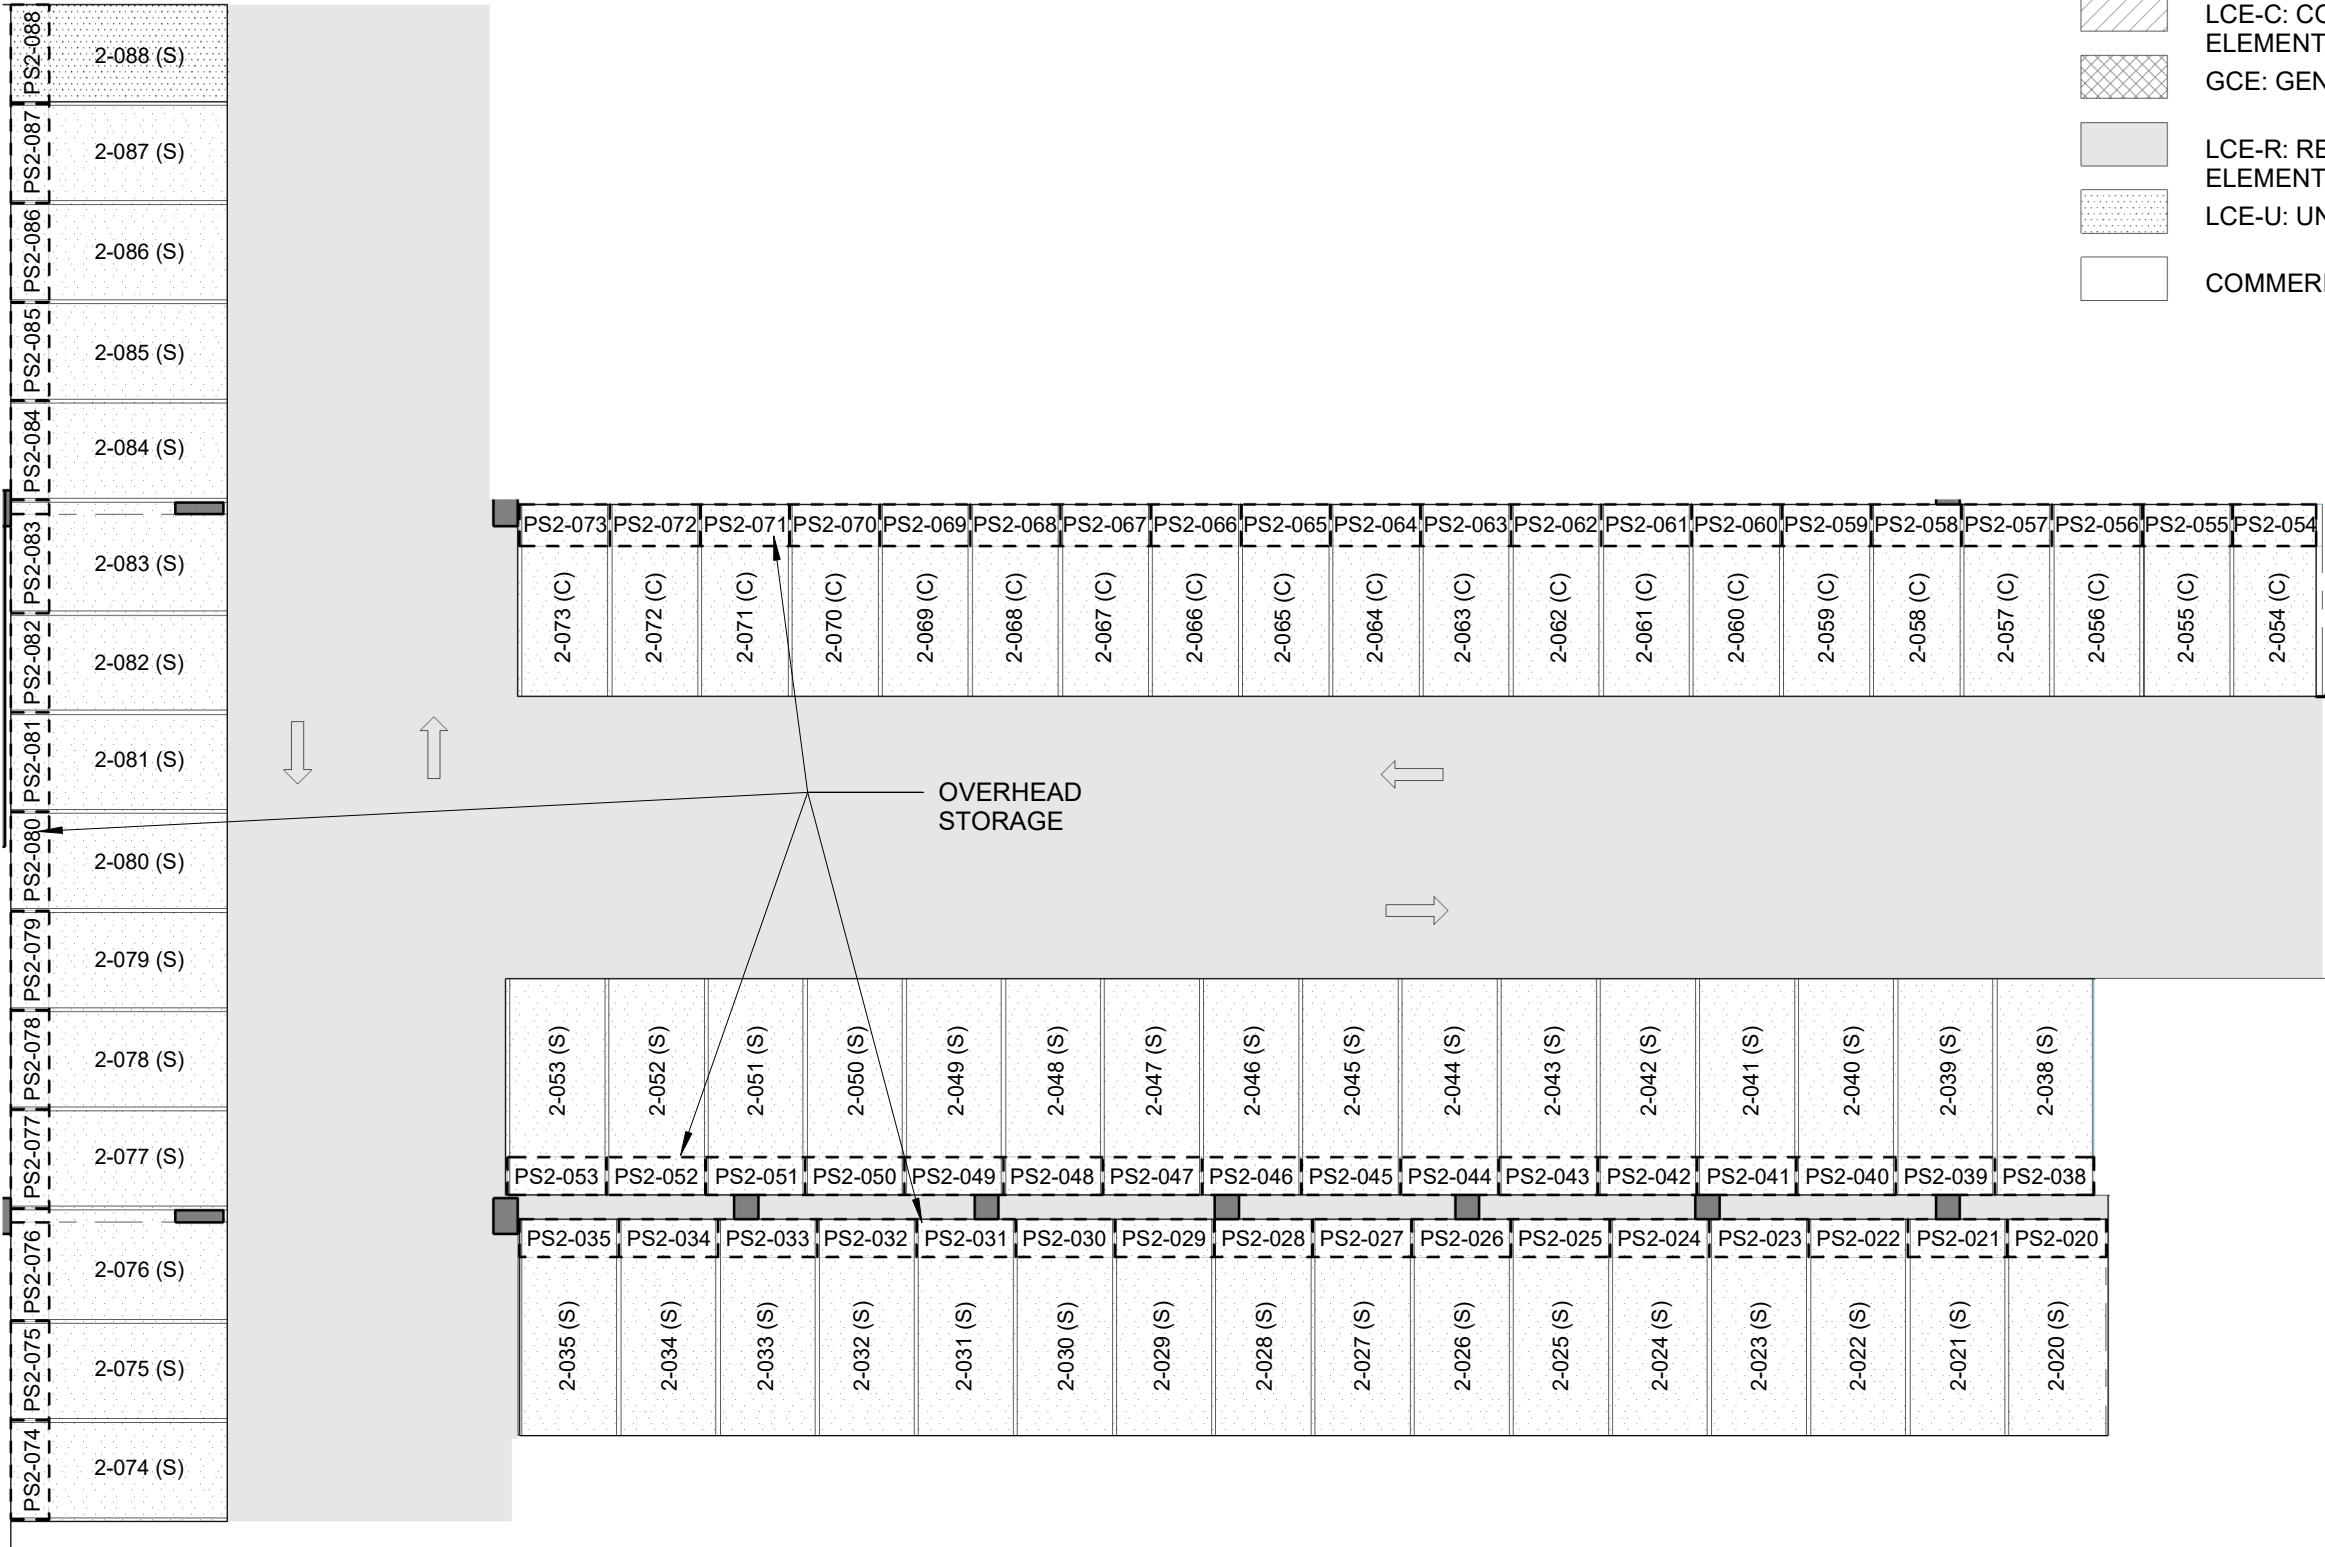 LCE-C: CO
ELEMENT
GCE: GEN
LCE-R: RE
ELEMENT
LCE-U: UN
COMMER
PS2-088
2-088 (S)
PS2-087
2-087 (S)
PS2-086
2-086 (S)
PS2-085
2-085 (S)
PS2-084
2-084 (S)
PS2-083
2-083 (S)
PS2-082
2-082 (S)
PS2-081
2-081 (S)
PS2-080
2-080 (S)
PS2-079
2-079 (S)
PS2-078
2-078 (S)
PS2-077
2-077 (S)
PS2-076
2-076 (S)
PS2-075
2-075 (S)
PS2-074
2-074 (S)
PS2-073 PS2-072 PS2-071 PS2-070 PS2-069 PS2-068 PS2-067 PS2-066 PS2-065 PS2-064 PS2-063 PS2-062 PS2-061 PS2-060 PS2-059 PS2-058 PS2-057 PS2-056 PS2-055 PS2-054
2-073 (C)
2-072 (C)
2-071 (C)
2-070 (C)
2-069 (C)
2-068 (C)
2-067 (C)
2-066 (C)
2-065 (C)
2-064 (C)
2-063 (C)
2-062 (C)
2-061 (C)
2-060 (C)
2-059 (C)
2-058 (C)
2-057 (C)
2-056 (C)
2-055 (C)
2-054 (C)
OVERHEAD
STORAGE
2-053 (S)
2-052 (S)
2-051 (S)
2-050 (S)
2-049 (S)
2-048 (S)
2-047 (S)
2-046 (S)
2-045 (S)
2-044 (S)
2-043 (S)
2-042 (S)
2-041 (S)
2-040 (S)
2-039 (S)
2-038 (S)
PS2-053 PS2-052 PS2-051 PS2-050 PS2-049 PS2-048 PS2-047 PS2-046 PS2-045 PS2-044 PS2-043 PS2-042 PS2-041 PS2-040 PS2-039 PS2-038
PS2-035 PS2-034 PS2-033 PS2-032 PS2-031 PS2-030 PS2-029 PS2-028 PS2-027 PS2-026 PS2-025 PS2-024 PS2-023 PS2-022 PS2-021 PS2-020
2-035 (S)
2-034 (S)
2-033 (S)
2-032 (S)
2-031 (S)
2-030 (S)
2-029 (S)
2-028 (S)
2-027 (S)
2-026 (S)
2-025 (S)
2-024 (S)
2-023 (S)
2-022 (S)
2-021 (S)
2-020 (S)